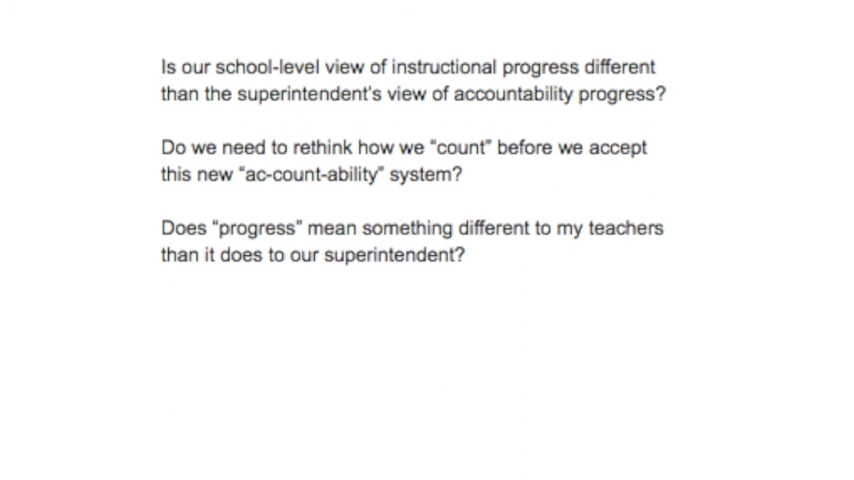 Is our school-level view of instructional progress different
than the superintendent's view of accountability progress?
Do we need to rethink how we “count” before we accept
this new “ac-count-ability” system?
Does “progress” mean something different to my teachers
than it does to our superintendent?